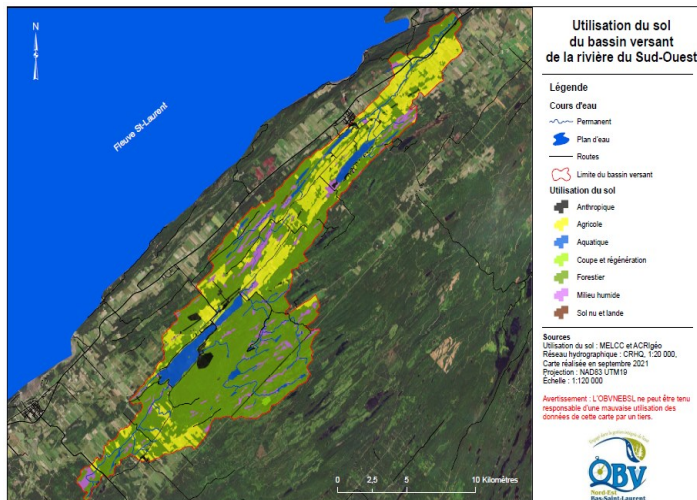 Utilisation du sol
du bassin versant
de la rivière du Sud-Ouest
Légende
Cours d'eau
Permanent
Plan d'eau
Routes
Limite du bassin versant
Utilisation du sol
Anthropique
Agricole
Aquatique
Coupe et régénération
Forestier
Milieu humide
Sol nu et lande
Sources
Utilisation du sol : MELCC et ACRIgéo
Réseau hydrographique : CRHQ, 1:20 000,
Carte réalisée en septembre 2021
Projection : NAD83 UTM19
Échelle : 1:120 000
Avertissement : L'OBVNEBSL ne peut être tenu
responsable d'une mauvaise utilisation des
données de cette carte par un tiers.
OBV
Nord-Est
Bas-Saint-Laurent
N
Fleuve St-Laurent
0 2,5 5 10 Kilomètres